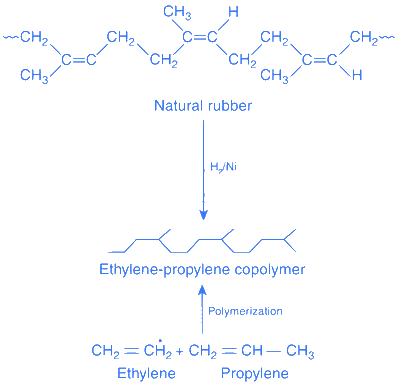 CH3 H
CH2 C=C CH2 CH2 CH3 CH2
CH3 C=C CH2 CH2 C=C H
CH3
Natural rubber
H2/Ni
Ethylene-propylene copolymer
Polymerization
CH2=CH2 + CH2=CH—CH3
Ethylene Propylene